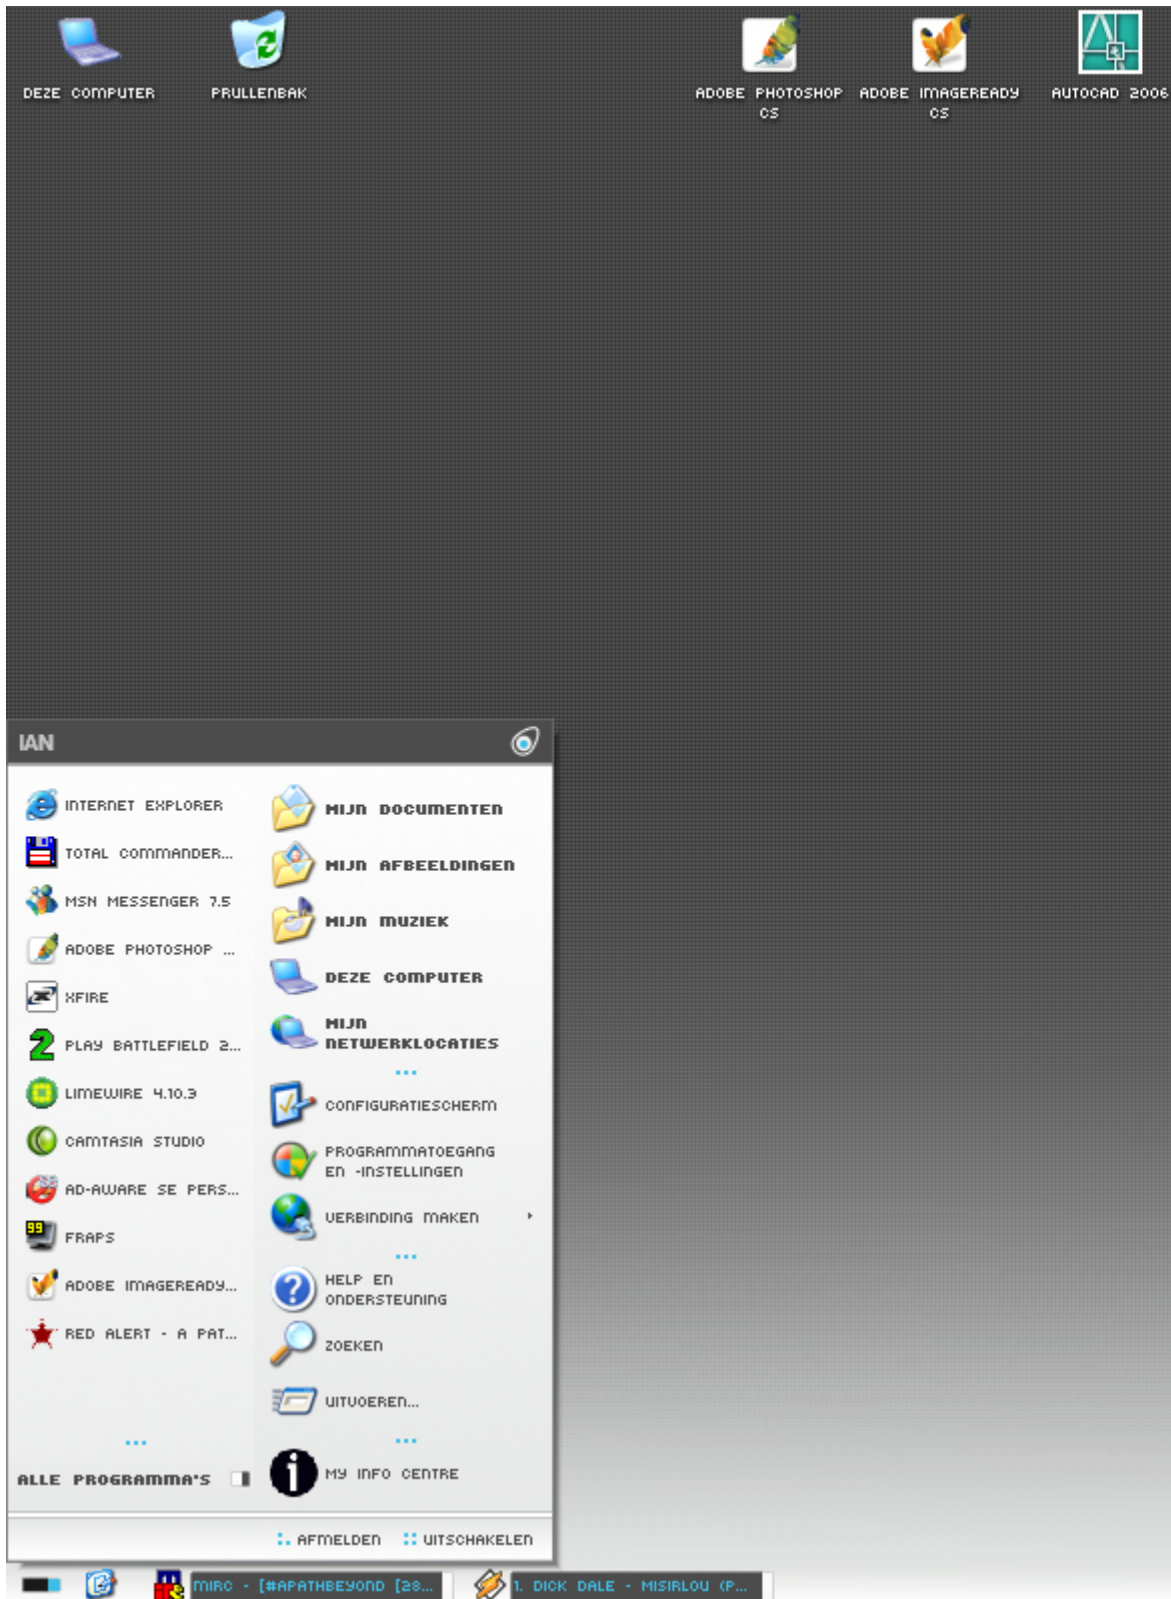 DEZE COMPUTER
PRULLENBAK
ADOBE PHOTOSHOP
CS
ADOBE IMAGEREADY
CS
AUTOCAD 2006
IAN
INTERNET EXPLORER
TOTAL COMMANDER...
MSN MESSENGER 7.5
ADOBE PHOTOSHOP ...
XFIRE
PLAY BATTLEFIELD 2...
LIMEWIRE 4.10.3
CAMTASIA STUDIO
AD-AWARE SE PERS...
99
FRAPS
ADOBE IMAGEREADY...
RED ALERT - A PAT...
...
ALLE PROGRAMMA'S
MIJN DOCUMENTEN
MIJN AFBEELDINGEN
MIJN MUZIEK
DEZE COMPUTER
MIJN
NETWERKLOCATIES
...
CONFIGURATIESCHERM
PROGRAMMATOEGANG
EN -INSTELLINGEN
VERBINDING MAKEN
...
HELP EN
ONDERSTEUNING
ZOEKEN
UITVOEREN...
...
MY INFO CENTRE
AFMELDEN
UITSCHAKELEN
MIRC - [#APATHBEYOND [28...
1. DICK DALE - MISIRLOU (P...